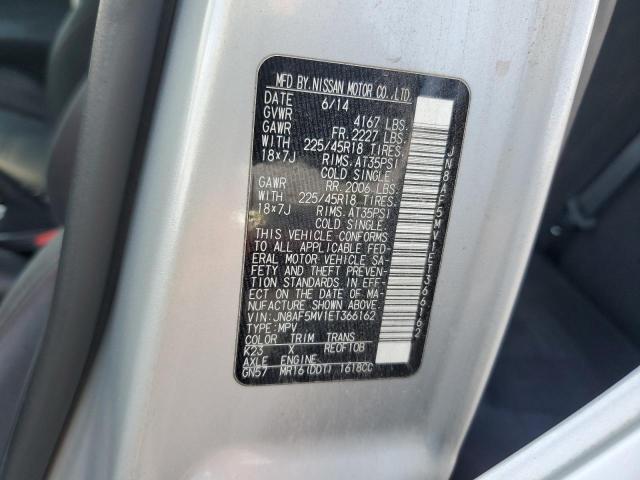 MFD BY.NISSAN MOTOR CO.,LTD.
DATE 6/14
GVWR 4167 LBS.
GAWR FR. 2227 LBS.
WITH 225/45R18 TIRES.
18×7J RIMS. AT35PSI
COLD SINGLE
GAWR RR. 2006 LBS.
WITH 225/45R18 TIRES.
18×7J RIMS. AT35PSI
COLD SINGLE
THIS VEHICLE CONFORMS
TO ALL APPLICABLE FED-
ERAL MOTOR VEHICLE SA-
FETY AND THEFT PREVEN-
TION STANDARDS IN EFF-
ECT ON THE DATE OF MA-
NUFACTURE SHOWN ABOVE
VIN:JN8AF5MV1ET366162
TYPE:MPV
COLOR TRIM TRANS
K23 X RE0F10B
AXLE ENGINE
GN57 MR16(DDT) 1618CC
JN8AF5MV1ET366162